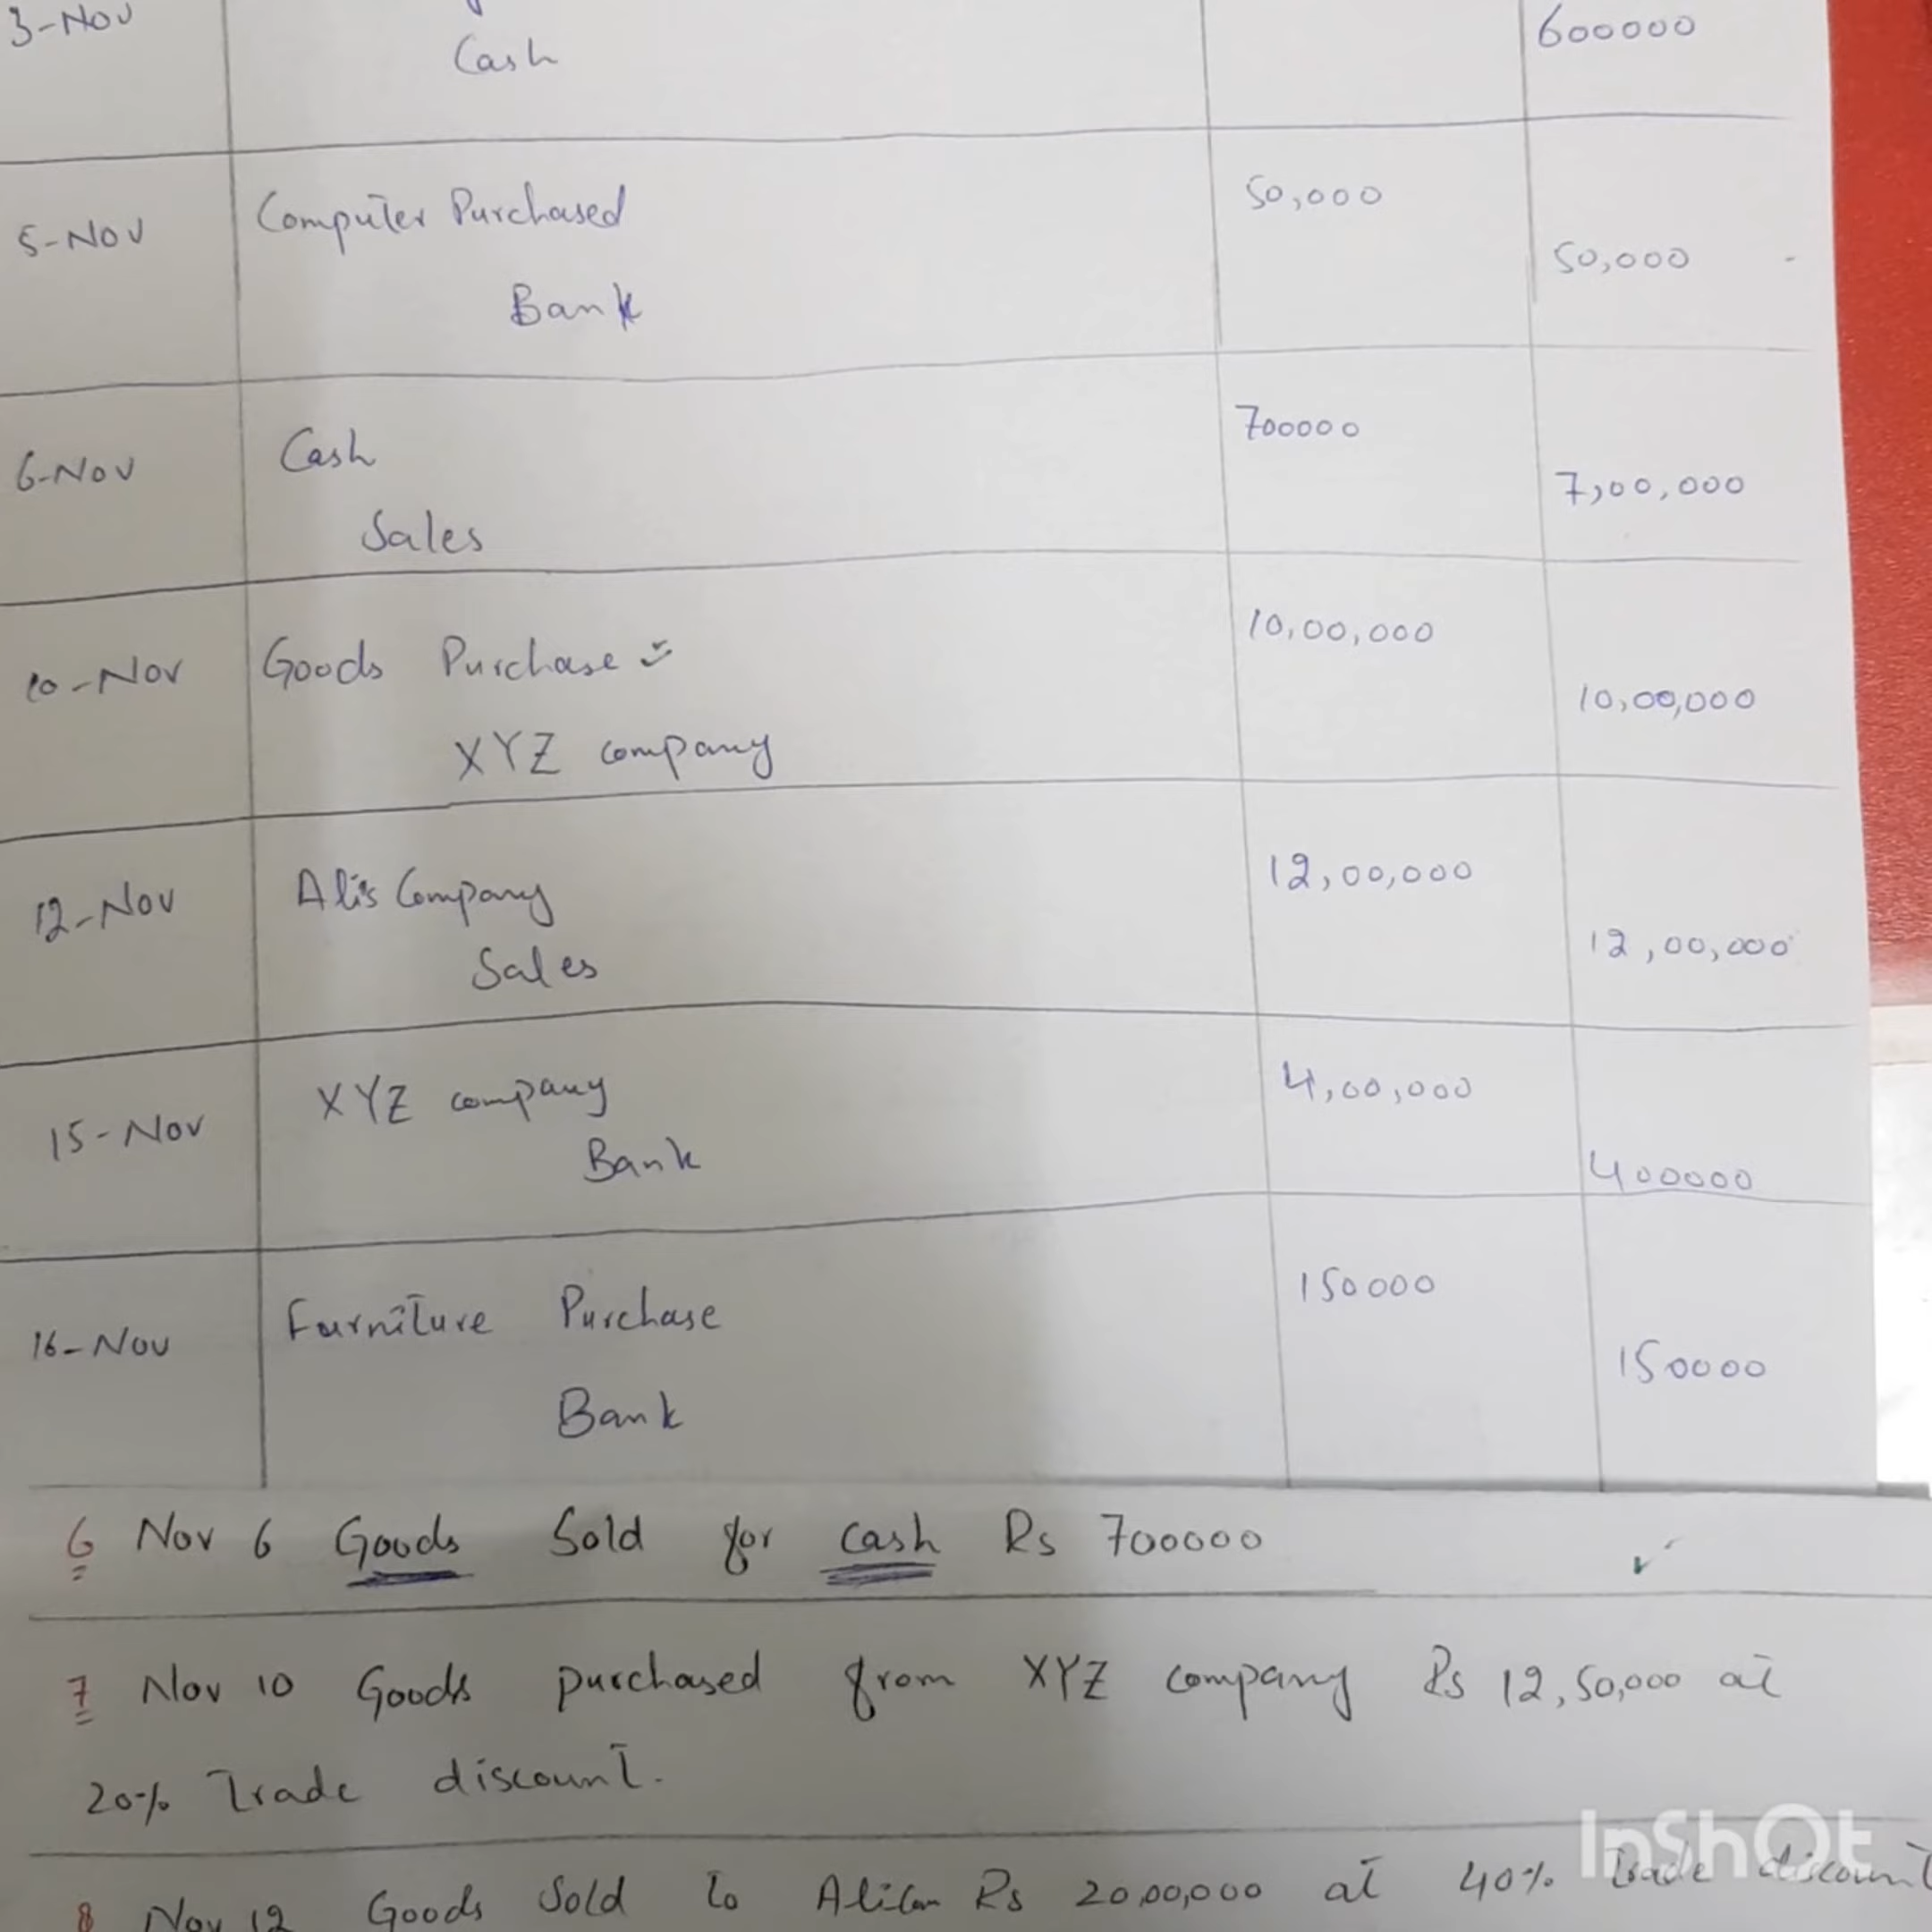 3-Nov
Cash 600000
5-Nov Computer Purchased 50,000
Bank 50,000
6-Nov Cash 700000
Sales 7,00,000
10-Nov Goods Purchase 10,00,000
XYZ company 10,00,000
12-Nov Alis Company 12,00,000
Sales 12,00,000
15-Nov XYZ company 4,00,000
Bank 400000
16-Nov Furniture Purchase 150000
Bank 150000
6 Nov 6 Goods Sold for Cash Rs 700000
7 Nov 10 Goods purchased from XYZ company Rs 12,50,000 at
20% Trade discount.
8 Nov 12 Goods Sold to Rs 20,00,000 at 40% Trade discount
InShOt